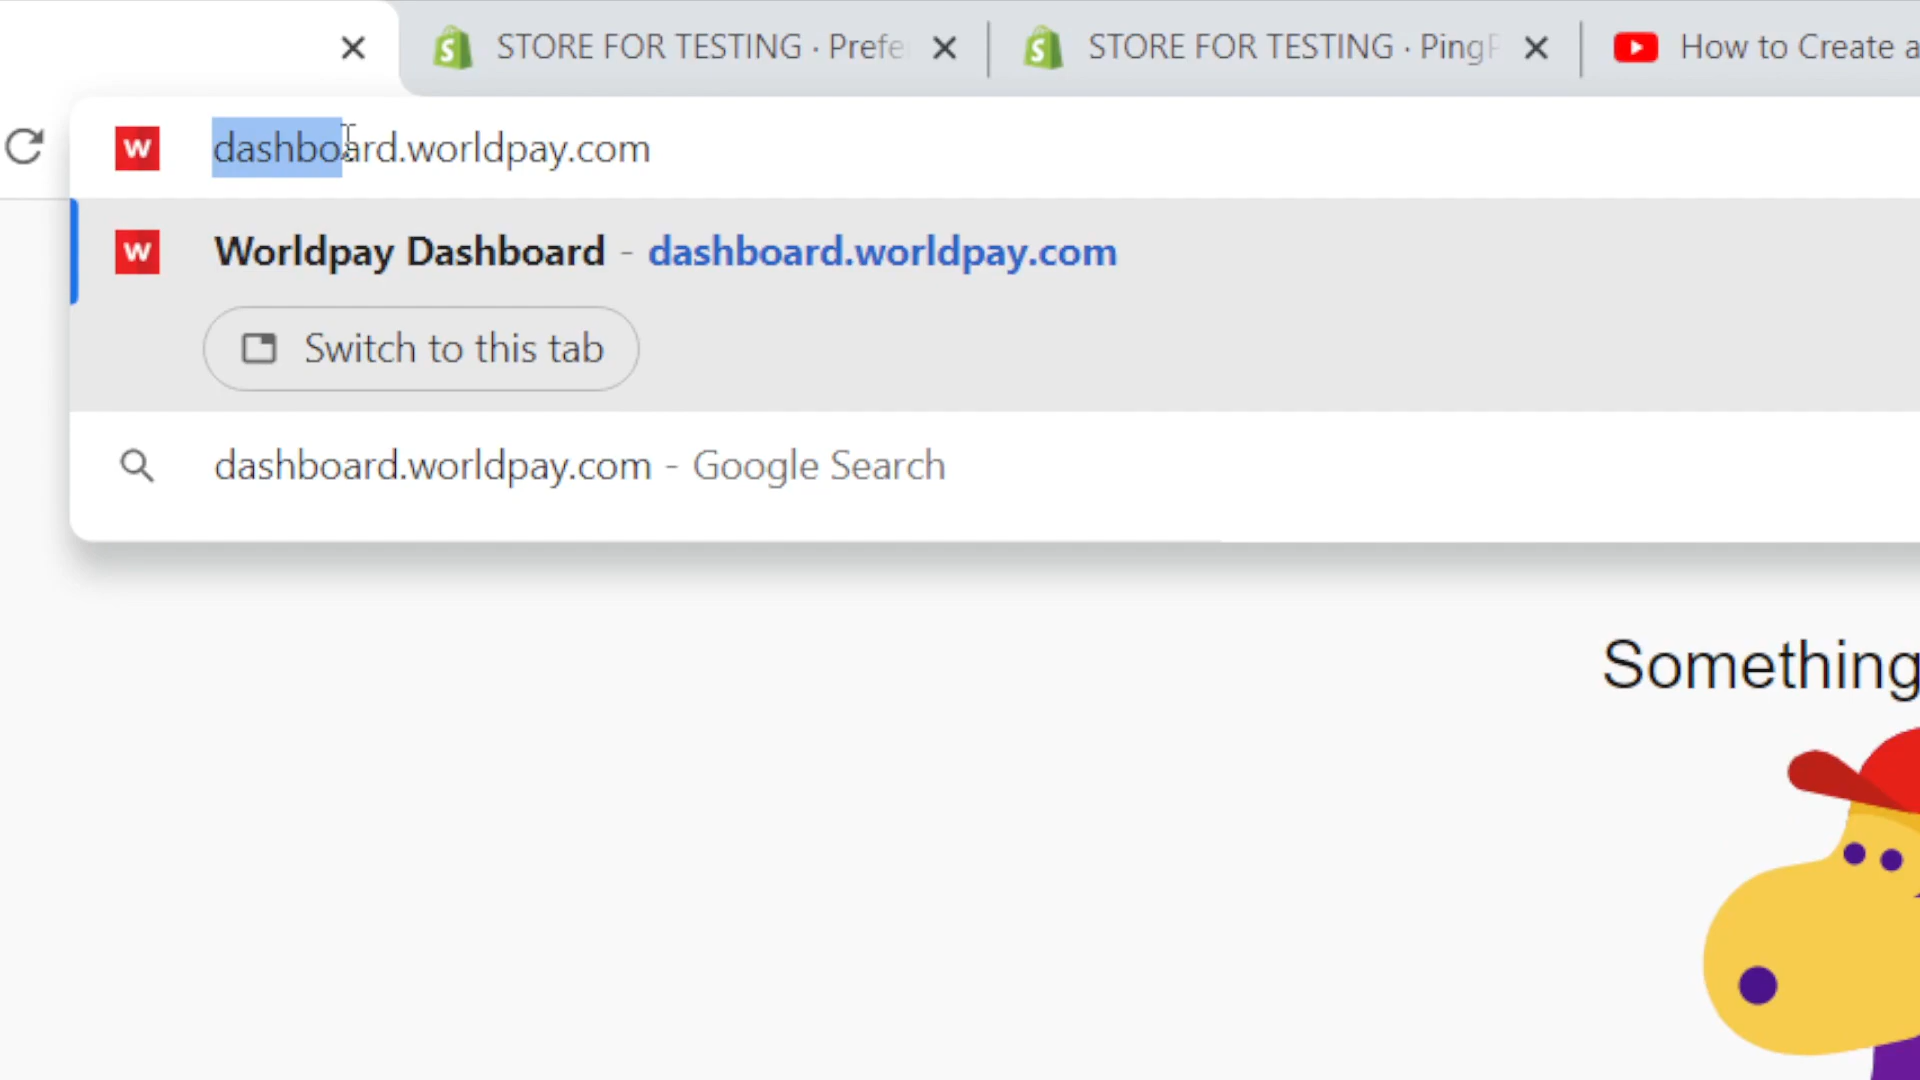 STORE FOR TESTING · Prefe
STORE FOR TESTING · PingP
How to Create a
W dashboard.worldpay.com
W Worldpay Dashboard - dashboard.worldpay.com
Switch to this tab
dashboard.worldpay.com - Google Search
Something